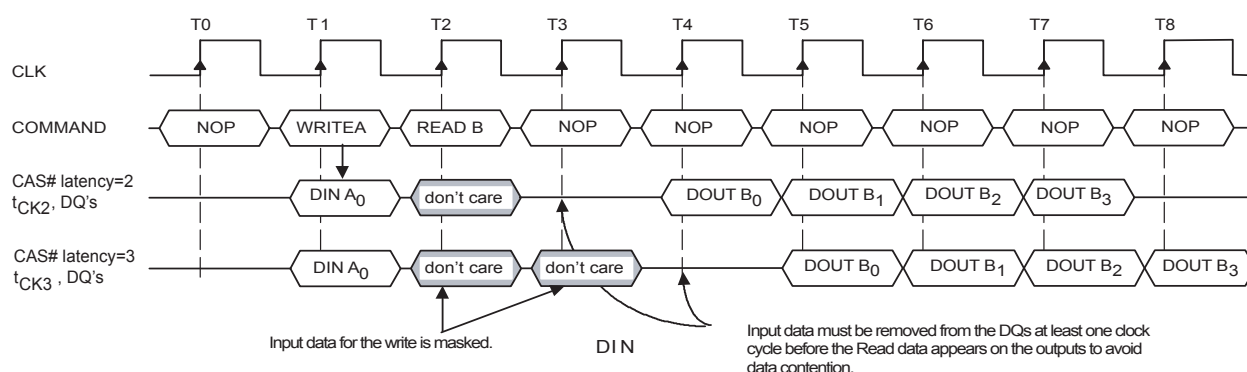 T0 T1 T2 T3 T4 T5 T6 T7 T8
CLK
COMMAND NOP WRITEA READ B NOP NOP NOP NOP NOP NOP
CAS# latency=2
tCK2, DQ's DIN A0 don't care DOUT B0 DOUT B1 DOUT B2 DOUT B3
CAS# latency=3
tCK3 , DQ's DIN A0 don't care don't care DOUT B0 DOUT B1 DOUT B2 DOUT B3
Input data for the write is masked.
DIN
Input data must be removed from the DQs at least one clock
cycle before the Read data appears on the outputs to avoid
data contention.